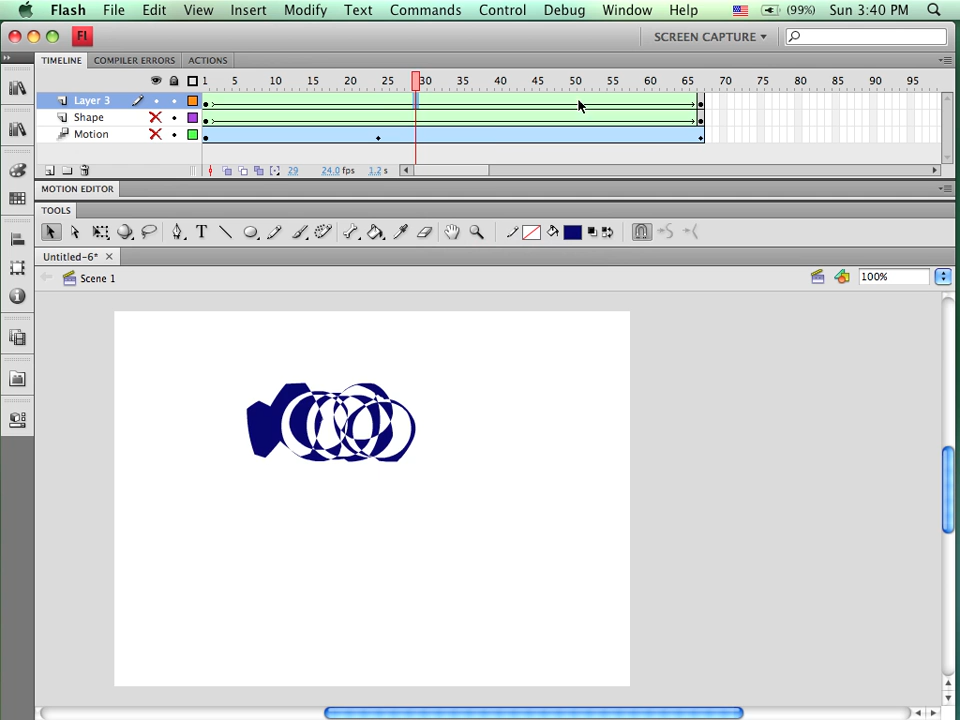 Flash File Edit View Insert Modify Text Commands Control Debug Window Help (99%) Sun 3:40 PM
Fl SCREEN CAPTURE
TIMELINE COMPILER ERRORS ACTIONS
1 5 10 15 20 25 30 35 40 45 50 55 60 65 70 75 80 85 90 95
Layer 3
Shape
Motion
29 24.0 fps 1.2 s
MOTION EDITOR
TOOLS
T
Untitled-6*
Scene 1 100%